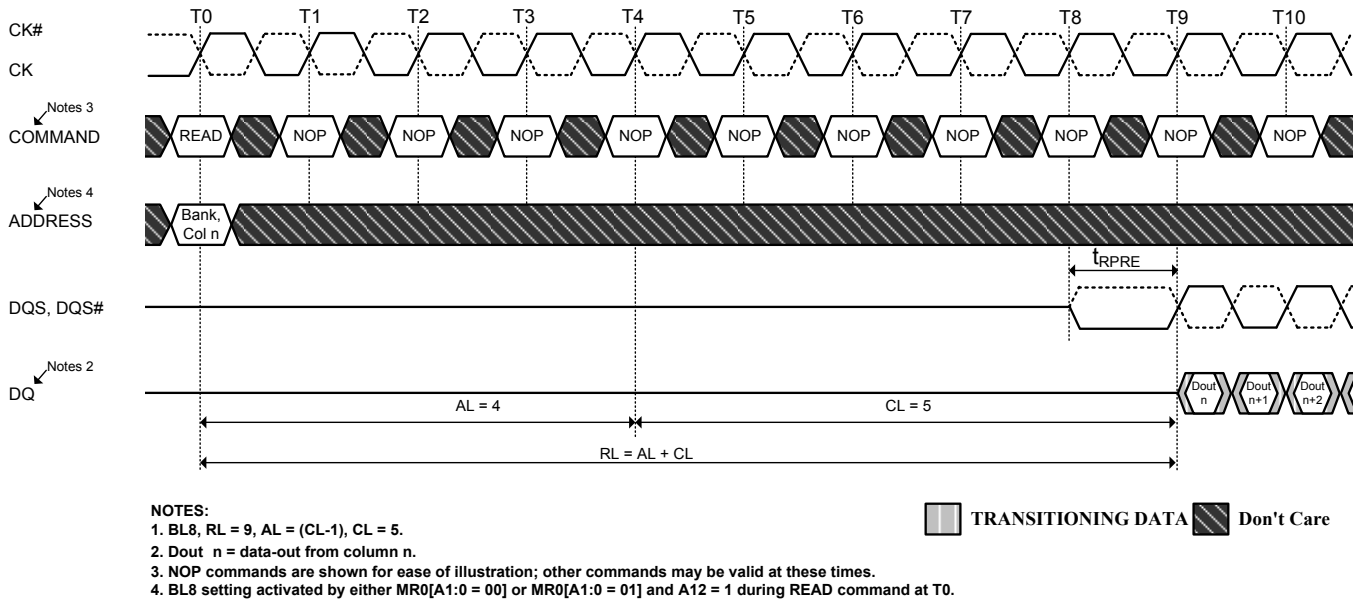 T0 T1 T2 T3 T4 T5 T6 T7 T8 T9 T10
CK#
CK
Notes 3
COMMAND
READ NOP NOP NOP NOP NOP NOP NOP NOP NOP NOP
Notes 4
ADDRESS
Bank,
Col n
tRPRE
DQS, DQS#
Notes 2
DQ
Dout
n
Dout
n+1
Dout
n+2
AL = 4
CL = 5
RL = AL + CL
NOTES:
1. BL8, RL = 9, AL = (CL-1), CL = 5.
2. Dout n = data-out from column n.
3. NOP commands are shown for ease of illustration; other commands may be valid at these times.
4. BL8 setting activated by either MR0[A1:0 = 00] or MR0[A1:0 = 01] and A12 = 1 during READ command at T0.
TRANSITIONING DATA
Don't Care